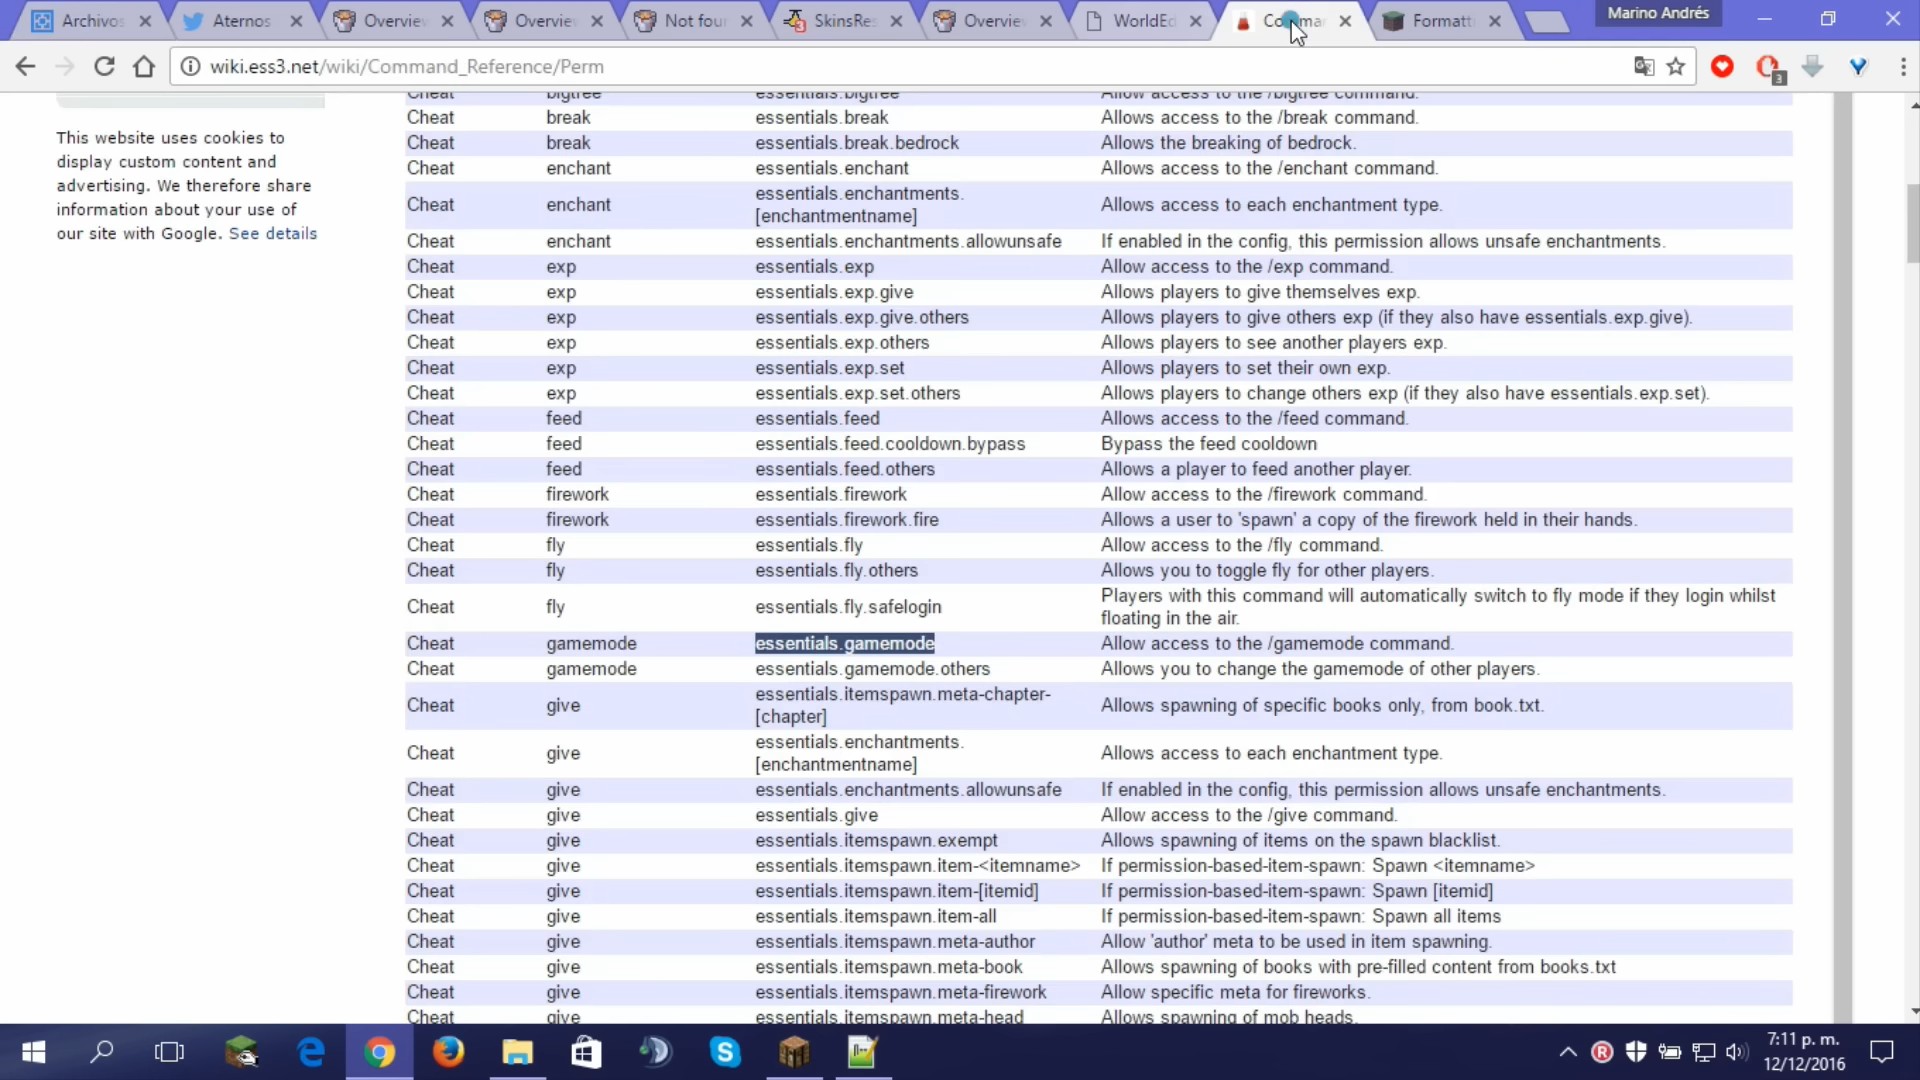 Archivos
Aternos
Overview
Overview
Not fou
SkinsRes
Overview
WorldEd
Comma
Formatt
Marino Andrés
wiki.ess3.net/wiki/Command_Reference/Perm
3
This website uses cookies to
display custom content and
advertising. We therefore share
information about your use of
our site with Google. See details
Cheat bigtree essentials.bigtree Allow access to the /bigtree command.
Cheat break essentials.break Allows access to the /break command.
Cheat break essentials.break.bedrock Allows the breaking of bedrock.
Cheat enchant essentials.enchant Allows access to the /enchant command.
Cheat enchant essentials.enchantments.
[enchantmentname] Allows access to each enchantment type.
Cheat enchant essentials.enchantments.allowunsafe If enabled in the config, this permission allows unsafe enchantments.
Cheat exp essentials.exp Allow access to the /exp command.
Cheat exp essentials.exp.give Allows players to give themselves exp.
Cheat exp essentials.exp.give.others Allows players to give others exp (if they also have essentials.exp.give).
Cheat exp essentials.exp.others Allows players to see another players exp.
Cheat exp essentials.exp.set Allows players to set their own exp.
Cheat exp essentials.exp.set.others Allows players to change others exp (if they also have essentials.exp.set).
Cheat feed essentials.feed Allows access to the /feed command.
Cheat feed essentials.feed.cooldown.bypass Bypass the feed cooldown
Cheat feed essentials.feed.others Allows a player to feed another player.
Cheat firework essentials.firework Allow access to the /firework command.
Cheat firework essentials.firework.fire Allows a user to 'spawn' a copy of the firework held in their hands.
Cheat fly essentials.fly Allow access to the /fly command.
Cheat fly essentials.fly.others Allows you to toggle fly for other players.
Cheat fly essentials.fly.safelogin Players with this command will automatically switch to fly mode if they login whilst
floating in the air.
Cheat gamemode essentials.gamemode Allow access to the /gamemode command.
Cheat gamemode essentials.gamemode.others Allows you to change the gamemode of other players.
Cheat give essentials.itemspawn.meta-chapter-
[chapter] Allows spawning of specific books only, from book.txt.
Cheat give essentials.enchantments.
[enchantmentname] Allows access to each enchantment type.
Cheat give essentials.enchantments.allowunsafe If enabled in the config, this permission allows unsafe enchantments.
Cheat give essentials.give Allow access to the /give command.
Cheat give essentials.itemspawn.exempt Allows spawning of items on the spawn blacklist.
Cheat give essentials.itemspawn.item-<itemname> If permission-based-item-spawn: Spawn <itemname>
Cheat give essentials.itemspawn.item-[itemid] If permission-based-item-spawn: Spawn [itemid]
Cheat give essentials.itemspawn.item-all If permission-based-item-spawn: Spawn all items
Cheat give essentials.itemspawn.meta-author Allow 'author' meta to be used in item spawning.
Cheat give essentials.itemspawn.meta-book Allows spawning of books with pre-filled content from books.txt
Cheat give essentials.itemspawn.meta-firework Allow specific meta for fireworks.
Cheat give essentials.itemspawn.meta-head Allows spawning of mob heads.
7:11 p. m.
12/12/2016